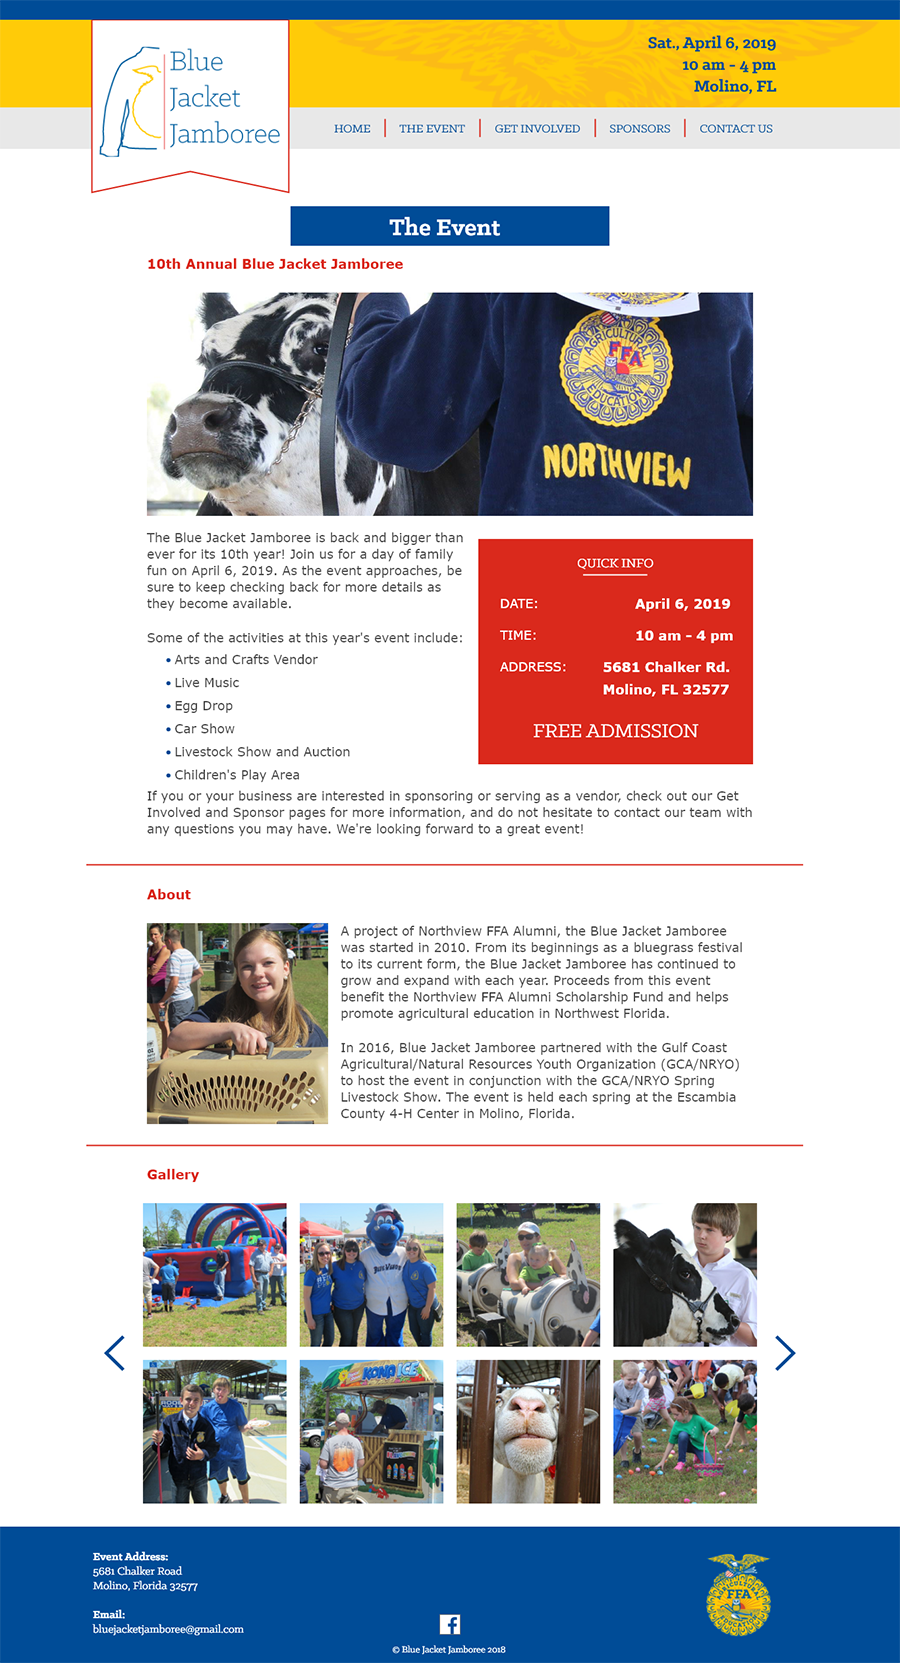 Blue
Jacket
Jamboree
Sat., April 6, 2019
10 am - 4 pm
Molino, FL
HOME
THE EVENT
GET INVOLVED
SPONSORS
CONTACT US
The Event
10th Annual Blue Jacket Jamboree
AGRICULTURAL
FFA
EDUCATION
NORTHVIEW
The Blue Jacket Jamboree is back and bigger than
ever for its 10th year! Join us for a day of family
fun on April 6, 2019. As the event approaches, be
sure to keep checking back for more details as
they become available.
Some of the activities at this year's event include:
• Arts and Crafts Vendor
• Live Music
• Egg Drop
• Car Show
• Livestock Show and Auction
• Children's Play Area
QUICK INFO
DATE: April 6, 2019
TIME: 10 am - 4 pm
ADDRESS: 5681 Chalker Rd.
Molino, FL 32577
FREE ADMISSION
If you or your business are interested in sponsoring or serving as a vendor, check out our Get
Involved and Sponsor pages for more information, and do not hesitate to contact our team with
any questions you may have. We're looking forward to a great event!
About
A project of Northview FFA Alumni, the Blue Jacket Jamboree
was started in 2010. From its beginnings as a bluegrass festival
to its current form, the Blue Jacket Jamboree has continued to
grow and expand with each year. Proceeds from this event
benefit the Northview FFA Alumni Scholarship Fund and helps
promote agricultural education in Northwest Florida.
In 2016, Blue Jacket Jamboree partnered with the Gulf Coast
Agricultural/Natural Resources Youth Organization (GCA/NRYO)
to host the event in conjunction with the GCA/NRYO Spring
Livestock Show. The event is held each spring at the Escambia
County 4-H Center in Molino, Florida.
Gallery
KONA ICE
Event Address:
5681 Chalker Road
Molino, Florida 32577
Email:
bluejacketjamboree@gmail.com
© Blue Jacket Jamboree 2018
AGRICULTURAL
FFA
EDUCATION